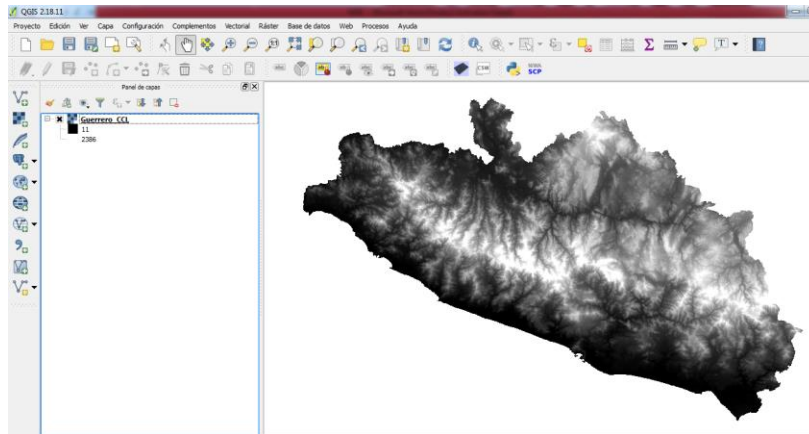 QGIS 2.18.11
Proyecto Edición Ver Capa Configuración Complementos Vectorial Ráster Base de datos Web Procesos Ayuda
Panel de capas
Guerrero_CCL
11
2386
SCP